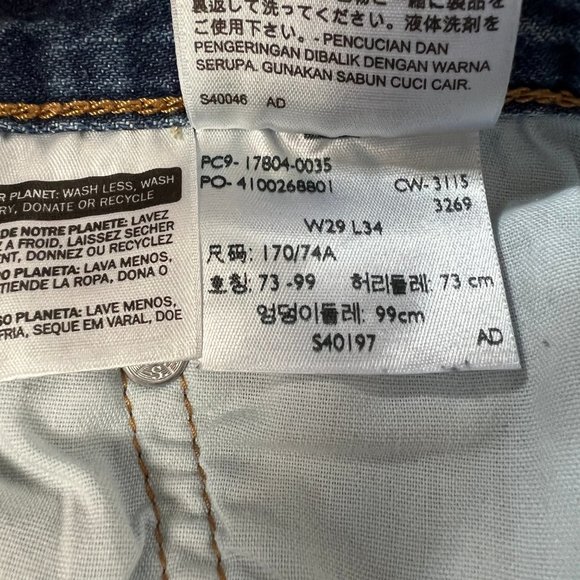 裏返して洗ってください。液体洗剤を
ご使用下さい。- PENCUCIAN DAN
PENGERINGAN DIBALIK DENGAN WARNA
SERUPA. GUNAKAN SABUN CUCI CAIR.
S40046 AD
PLANET: WASH LESS, WASH
DONATE OR RECYCLE
DE NOTRE PLANETE: LAVEZ
A FROID, LAISSEZ SECHER
DONNEZ OU RECYCLEZ
PLANETA: LAVA MENOS,
TIENDE LA ROPA, DONA O
PLANETA: LAVE MENOS,
FRIA, SEQUE EM VARAL, DOE
PC9- 17804-0035
PO- 4100268801 CW- 3115
3269
W29 L34
尺码: 170/74A
호칭: 73 -99 허리둘레: 73 cm
엉덩이둘레: 99cm
S40197 AD